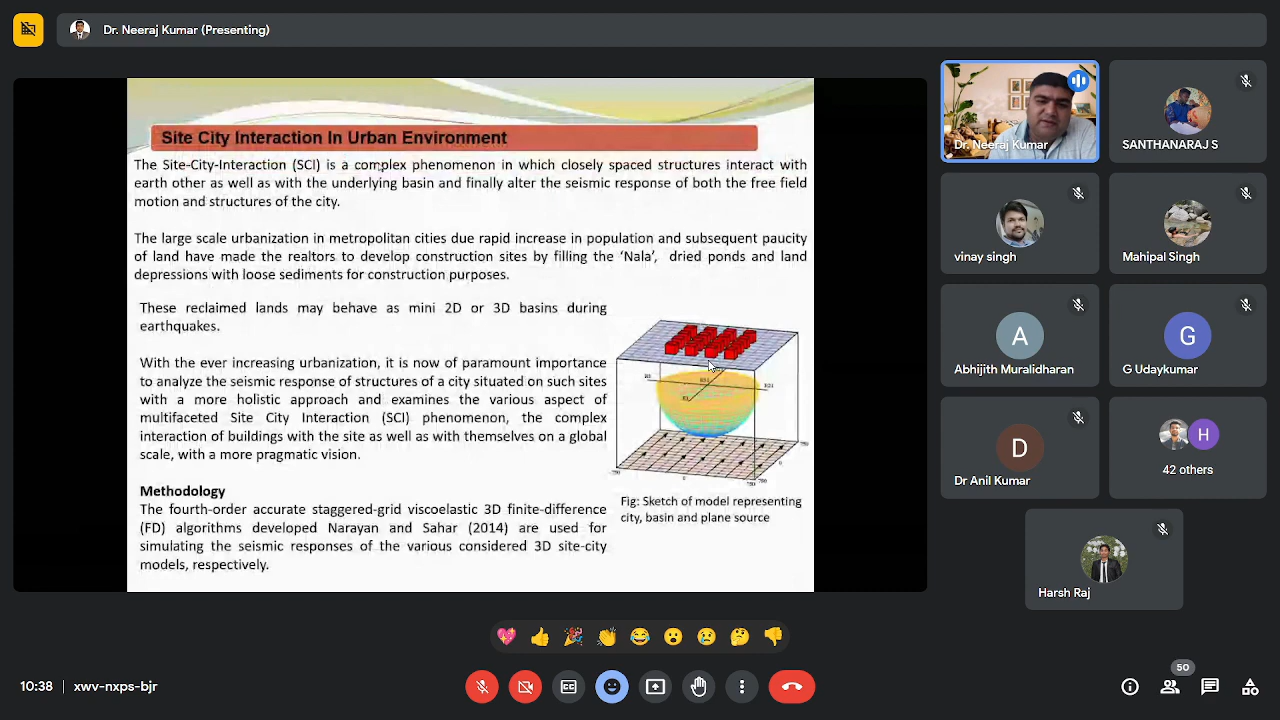 Dr. Neeraj Kumar (Presenting)
Site City Interaction In Urban Environment
The Site-City-Interaction (SCI) is a complex phenomenon in which closely spaced structures interact with
earth other as well as with the underlying basin and finally alter the seismic response of both the free field
motion and structures of the city.
The large scale urbanization in metropolitan cities due rapid increase in population and subsequent paucity
of land have made the realtors to develop construction sites by filling the ‘Nala’, dried ponds and land
depressions with loose sediments for construction purposes.
These reclaimed lands may behave as mini 2D or 3D basins during
earthquakes.
With the ever increasing urbanization, it is now of paramount importance
to analyze the seismic response of structures of a city situated on such sites
with a more holistic approach and examines the various aspect of
multifaceted Site City Interaction (SCI) phenomenon, the complex
interaction of buildings with the site as well as with themselves on a global
scale, with a more pragmatic vision.
Methodology
The fourth-order accurate staggered-grid viscoelastic 3D finite-difference
(FD) algorithms developed Narayan and Sahar (2014) are used for
simulating the seismic responses of the various considered 3D site-city
models, respectively.
Fig: Sketch of model representing
city, basin and plane source
Dr. Neeraj Kumar
SANTHANARAJ S
vinay singh
Mahipal Singh
A
Abhijith Muralidharan
G
G Udaykumar
D
Dr Anil Kumar
H
42 others
Harsh Raj
10:38 | xwv-nxps-bjr
50